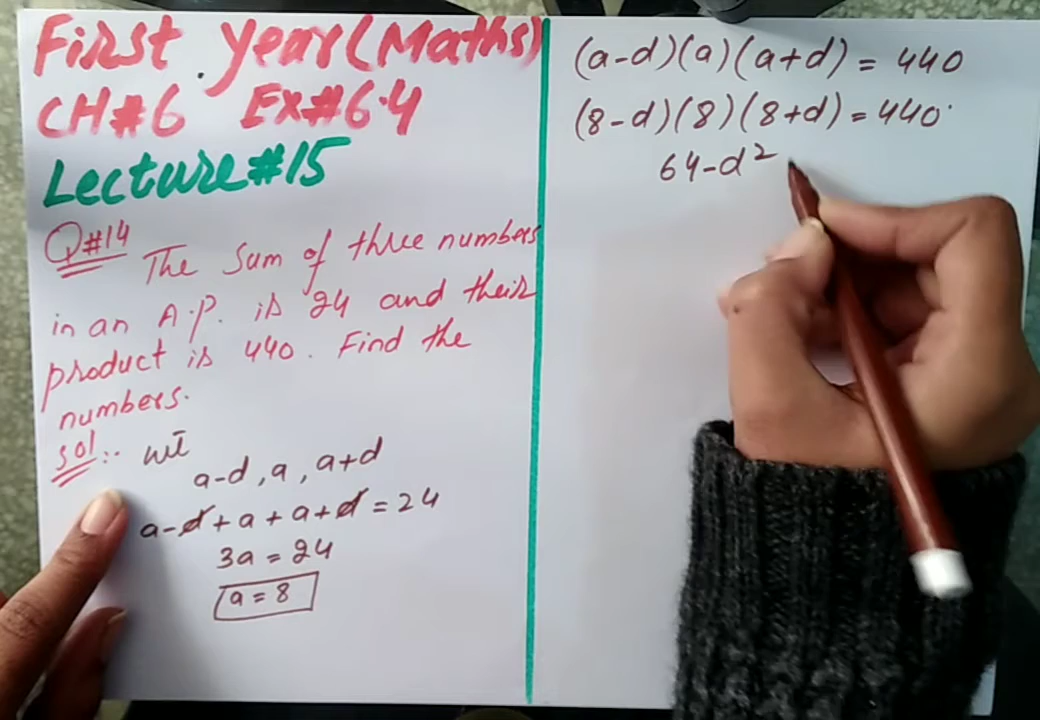 First year (Maths)
CH#6 Ex#6.4
Lecture#15
Q#14 The sum of three numbers
in an A.P. is 24 and their
product is 440. Find the
numbers.
Sol:-
a-d, a, a+d
a-d+a+a+d=24
3a=24
a=8
(a-d)(a)(a+d)=440
(8-d)(8)(8+d)=440
64-d²